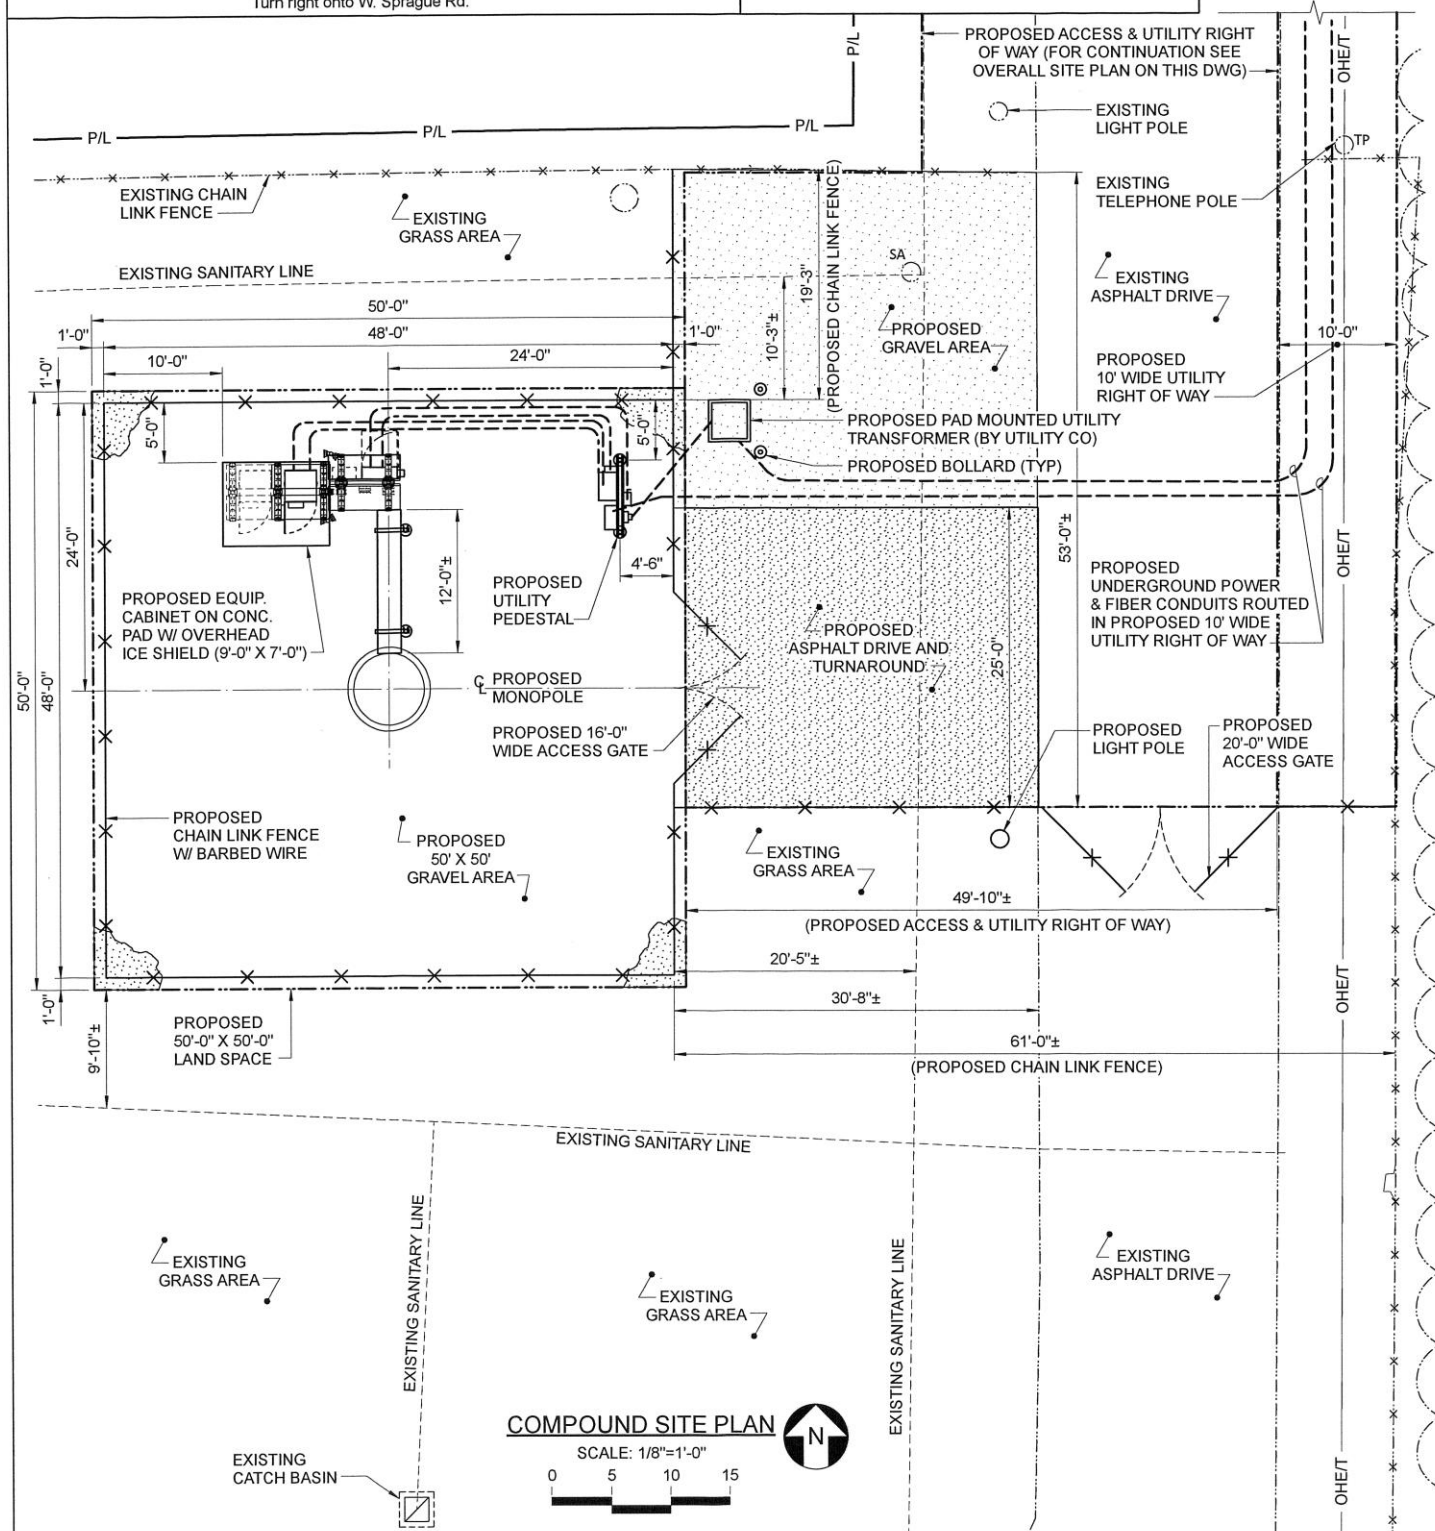 Turn right onto W. Sprague Rd.
P/L
P/L
P/L
P/L
PROPOSED ACCESS & UTILITY RIGHT
OF WAY (FOR CONTINUATION SEE
OVERALL SITE PLAN ON THIS DWG)
OHE/T
EXISTING
LIGHT POLE
TP
EXISTING
TELEPHONE POLE
EXISTING CHAIN
LINK FENCE
EXISTING
GRASS AREA
EXISTING SANITARY LINE
SA
19'-3"
(PROPOSED CHAIN LINK FENCE)
10'-3"±
EXISTING
ASPHALT DRIVE
PROPOSED
GRAVEL AREA
10'-0"
PROPOSED
10' WIDE UTILITY
RIGHT OF WAY
50'-0"
1'-0"
48'-0"
1'-0"
10'-0"
24'-0"
1'-0"
5'-0"
5'-0"
PROPOSED PAD MOUNTED UTILITY
TRANSFORMER (BY UTILITY CO)
PROPOSED BOLLARD (TYP)
24'-0"
50'-0"
48'-0"
12'-0"±
4'-6"
53'-0"±
OHE/T
PROPOSED EQUIP.
CABINET ON CONC.
PAD W/ OVERHEAD
ICE SHIELD (9'-0" X 7'-0")
PROPOSED
UTILITY
PEDESTAL
PROPOSED
UNDERGROUND POWER
& FIBER CONDUITS ROUTED
IN PROPOSED 10' WIDE
UTILITY RIGHT OF WAY
PROPOSED
ASPHALT DRIVE AND
TURNAROUND
25'-0"
CL PROPOSED
MONOPOLE
PROPOSED 16'-0"
WIDE ACCESS GATE
PROPOSED
LIGHT POLE
PROPOSED
20'-0" WIDE
ACCESS GATE
PROPOSED
CHAIN LINK FENCE
W/ BARBED WIRE
PROPOSED
50' X 50'
GRAVEL AREA
EXISTING
GRASS AREA
49'-10"±
(PROPOSED ACCESS & UTILITY RIGHT OF WAY)
20'-5"±
30'-8"±
61'-0"±
(PROPOSED CHAIN LINK FENCE)
1'-0"
9'-10"±
PROPOSED
50'-0" X 50'-0"
LAND SPACE
OHE/T
EXISTING SANITARY LINE
EXISTING SANITARY LINE
EXISTING SANITARY LINE
EXISTING
GRASS AREA
EXISTING
GRASS AREA
EXISTING
ASPHALT DRIVE
COMPOUND SITE PLAN
SCALE: 1/8"=1'-0"
N
0 5 10 15
EXISTING
CATCH BASIN
OHE/T